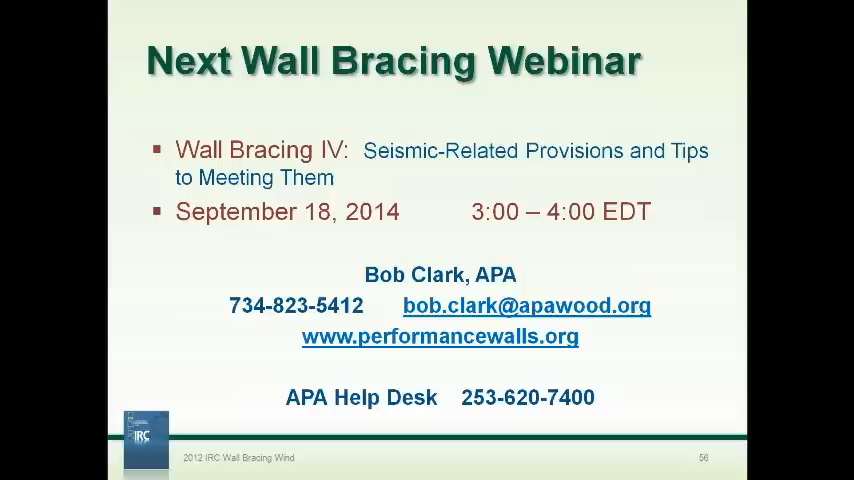 Next Wall Bracing Webinar
Wall Bracing IV: Seismic-Related Provisions and Tips
to Meeting Them
September 18, 2014 3:00 – 4:00 EDT
Bob Clark, APA
734-823-5412 bob.clark@apawood.org
www.performancewalls.org
APA Help Desk 253-620-7400
IRC
2012 IRC Wall Bracing Wind
56